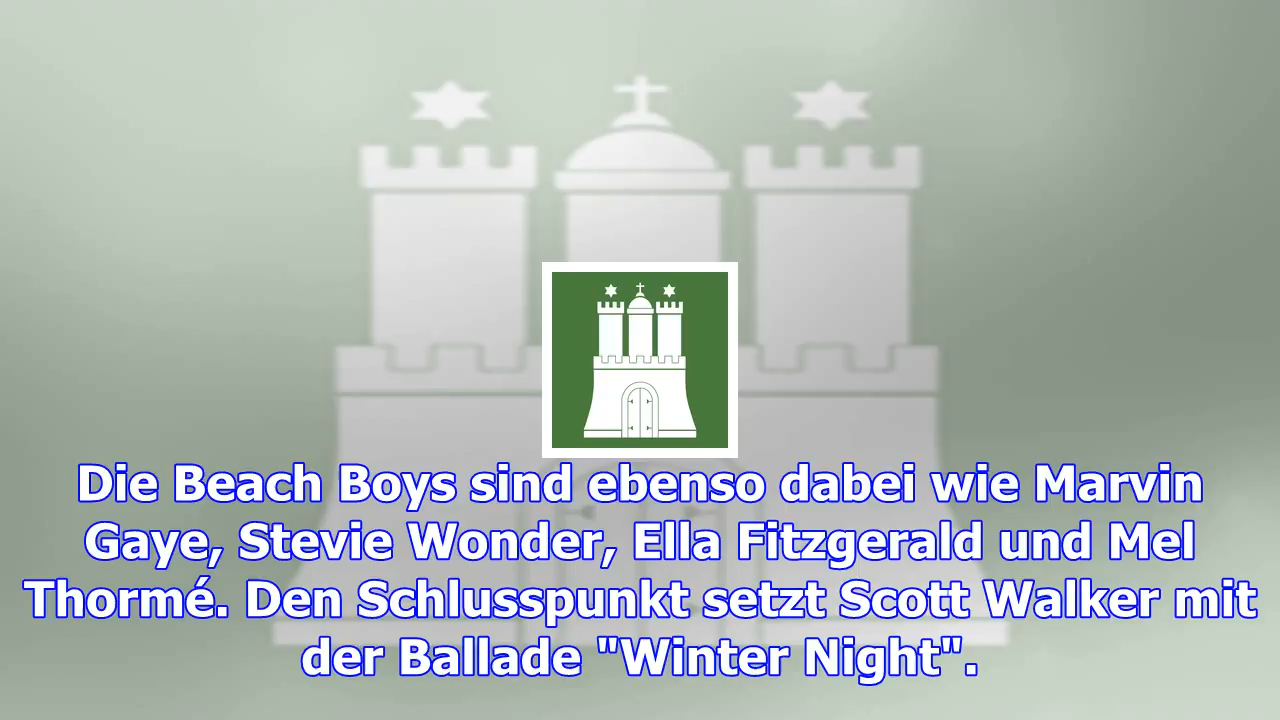 Die Beach Boys sind ebenso dabei wie Marvin
Gaye, Stevie Wonder, Ella Fitzgerald und Mel
Thormé. Den Schlusspunkt setzt Scott Walker mit
der Ballade "Winter Night".